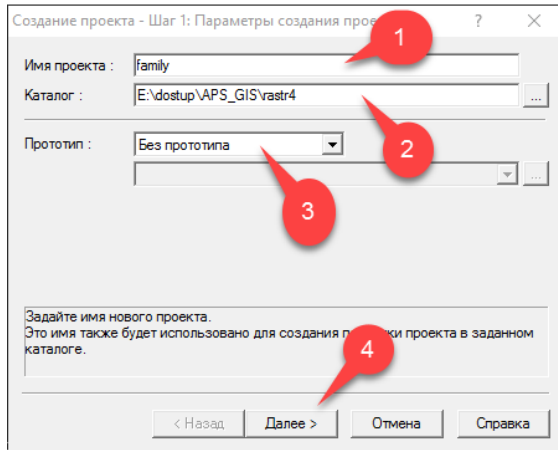 Создание проекта - Шаг 1: Параметры создания прое ? ×
1
Имя проекта : family
Каталог : E:\dostup\APS_GIS\rastr4 ...
2
Прототип : Без прототипа
...
3
Задайте имя нового проекта.
Это имя также будет использовано для создания п ки проекта в заданном
каталоге.
4
< Назад Далее > Отмена Справка